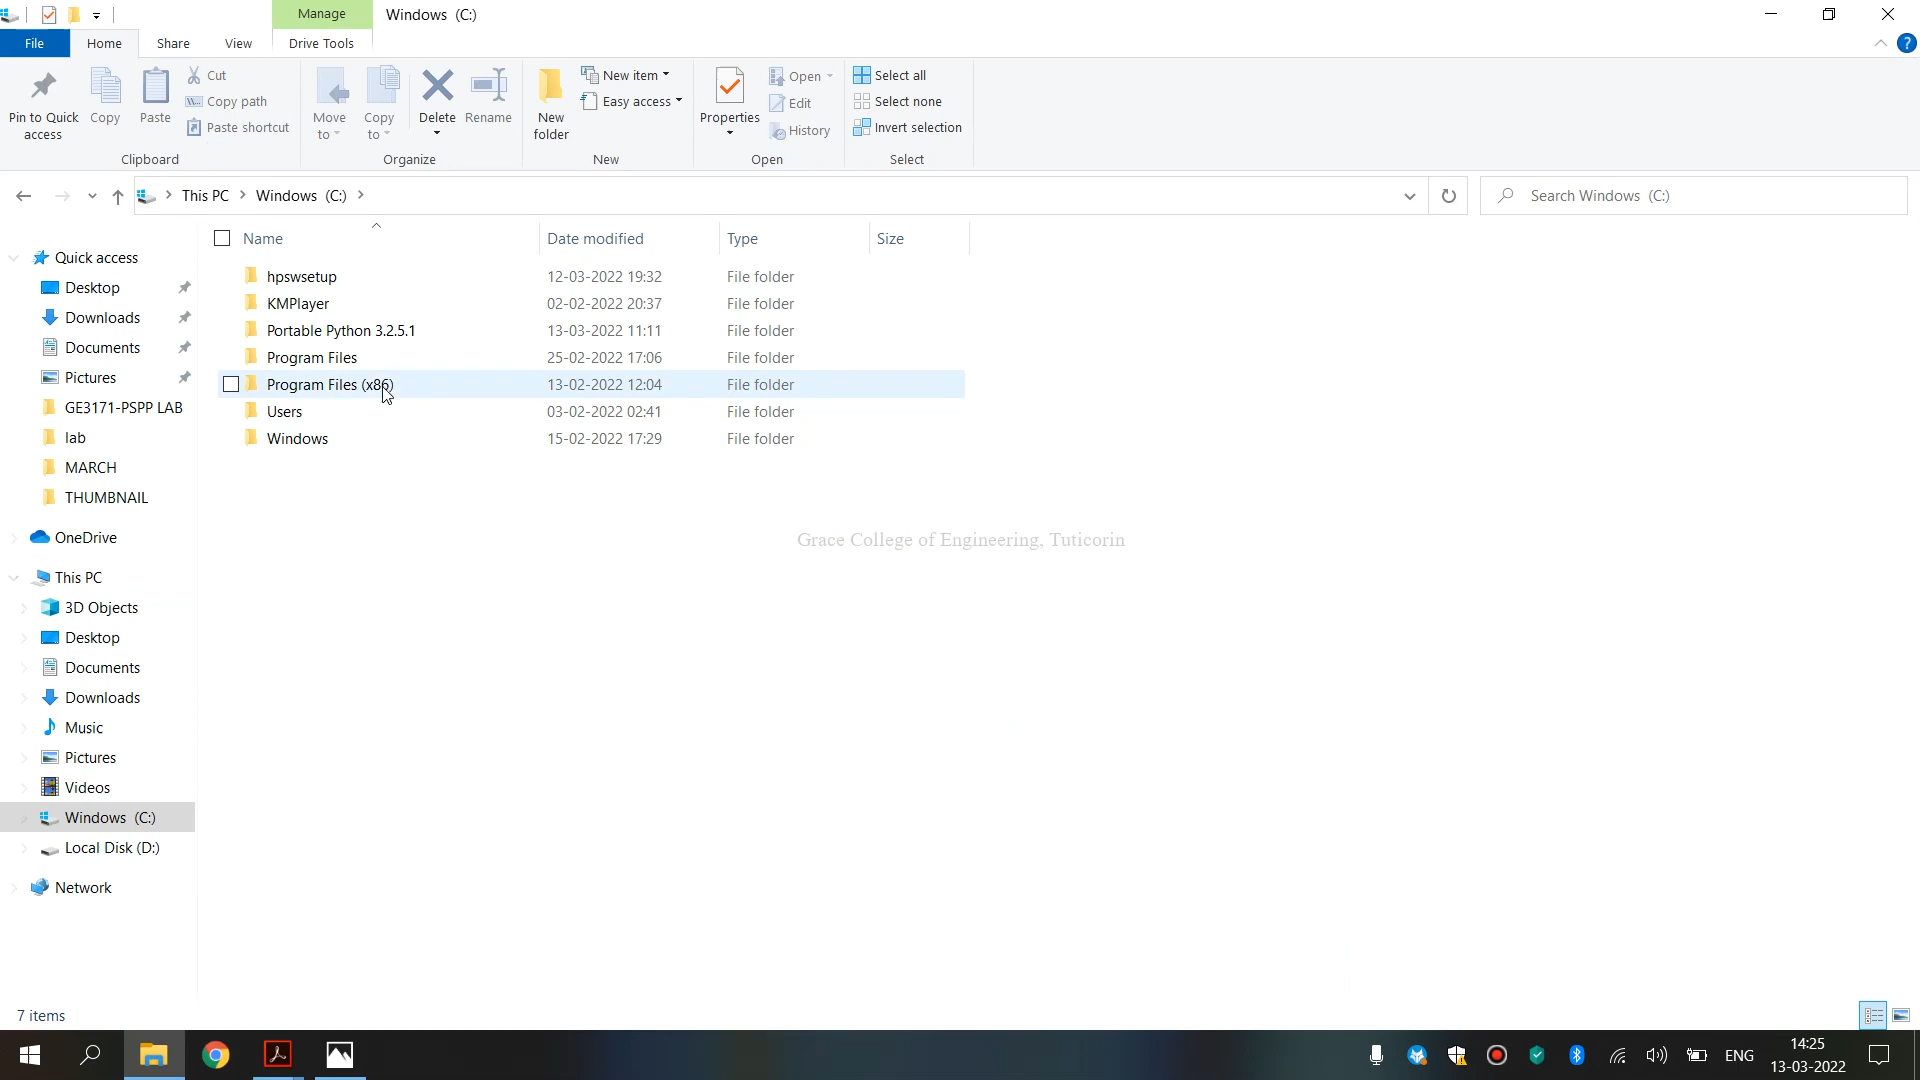 Manage
Windows (C:)
File
Home
Share
View
Drive Tools
Pin to Quick access
Copy
Paste
Cut
Copy path
Paste shortcut
Clipboard
Move to
Copy to
Delete
Rename
Organize
New folder
New item
Easy access
New
Properties
Open
Edit
History
Open
Select all
Select none
Invert selection
Select
This PC
Windows (C:)
Search Windows (C:)
Name
Date modified
Type
Size
hpswsetup 12-03-2022 19:32 File folder
KMPlayer 02-02-2022 20:37 File folder
Portable Python 3.2.5.1 13-03-2022 11:11 File folder
Program Files 25-02-2022 17:06 File folder
Program Files (x86) 13-02-2022 12:04 File folder
Users 03-02-2022 02:41 File folder
Windows 15-02-2022 17:29 File folder
Quick access
Desktop
Downloads
Documents
Pictures
GE3171-PSPP LAB
lab
MARCH
THUMBNAIL
OneDrive
This PC
3D Objects
Desktop
Documents
Downloads
Music
Pictures
Videos
Windows (C:)
Local Disk (D:)
Network
Grace College of Engineering, Tuticorin
7 items
ENG
14:25
13-03-2022